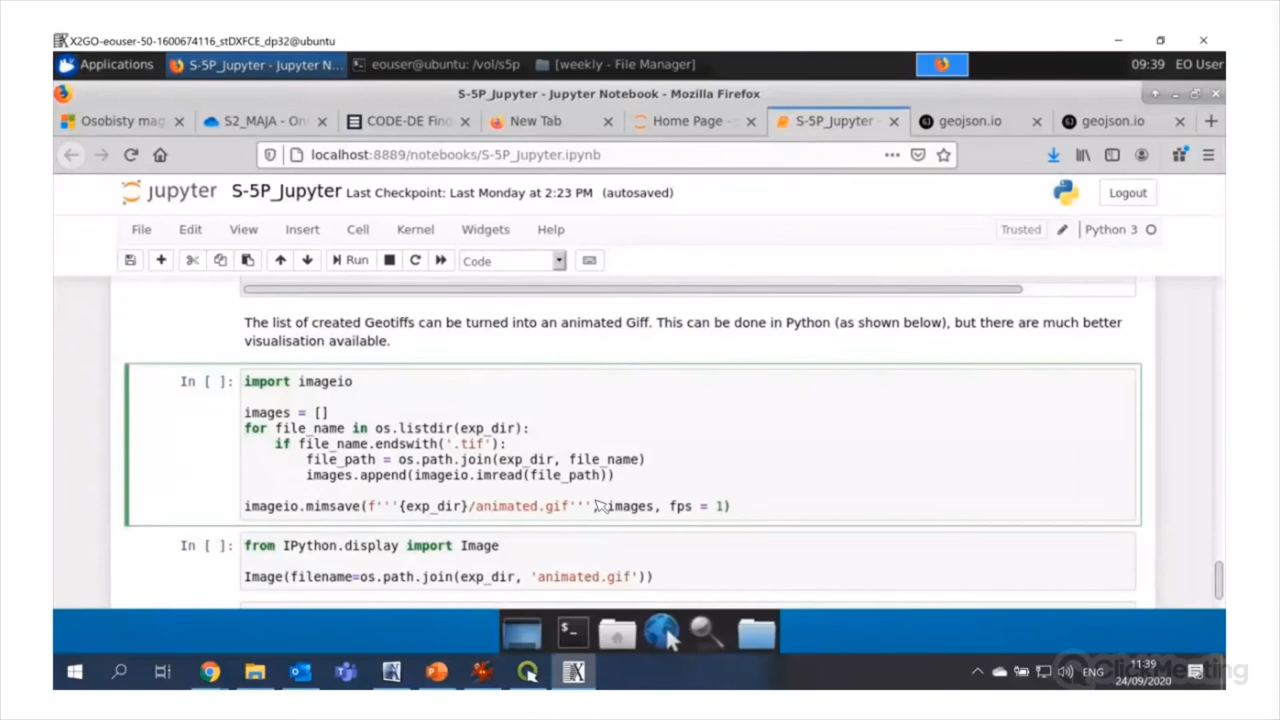 X2GO-eouser-50-1600674116_stDXFCE_dp32@ubuntu
Applications S-5P_Jupyter - Jupyter N... eouser@ubuntu: /vol/s5p [weekly - File Manager] 09:39 EO User
S-5P_Jupyter - Jupyter Notebook - Mozilla Firefox
Osobisty mag S2_MAJA - On CODE-DE Fin New Tab Home Page - S-5P_Jupyter - geojson.io geojson.io
localhost:8889/notebooks/S-5P_Jupyter.ipynb
jupyter S-5P_Jupyter Last Checkpoint: Last Monday at 2:23 PM (autosaved) Logout
File Edit View Insert Cell Kernel Widgets Help Trusted Python 3
Run Code
The list of created Geotiffs can be turned into an animated Giff. This can be done in Python (as shown below), but there are much better
visualisation available.
In [ ]: import imageio
images = []
for file_name in os.listdir(exp_dir):
if file_name.endswith('.tif'):
file_path = os.path.join(exp_dir, file_name)
images.append(imageio.imread(file_path))
imageio.mimsave(f'''{exp_dir}/animated.gif''', images, fps = 1)
In [ ]: from IPython.display import Image
Image(filename=os.path.join(exp_dir, 'animated.gif'))
ENG 11:39
24/09/2020
ClickMeeting